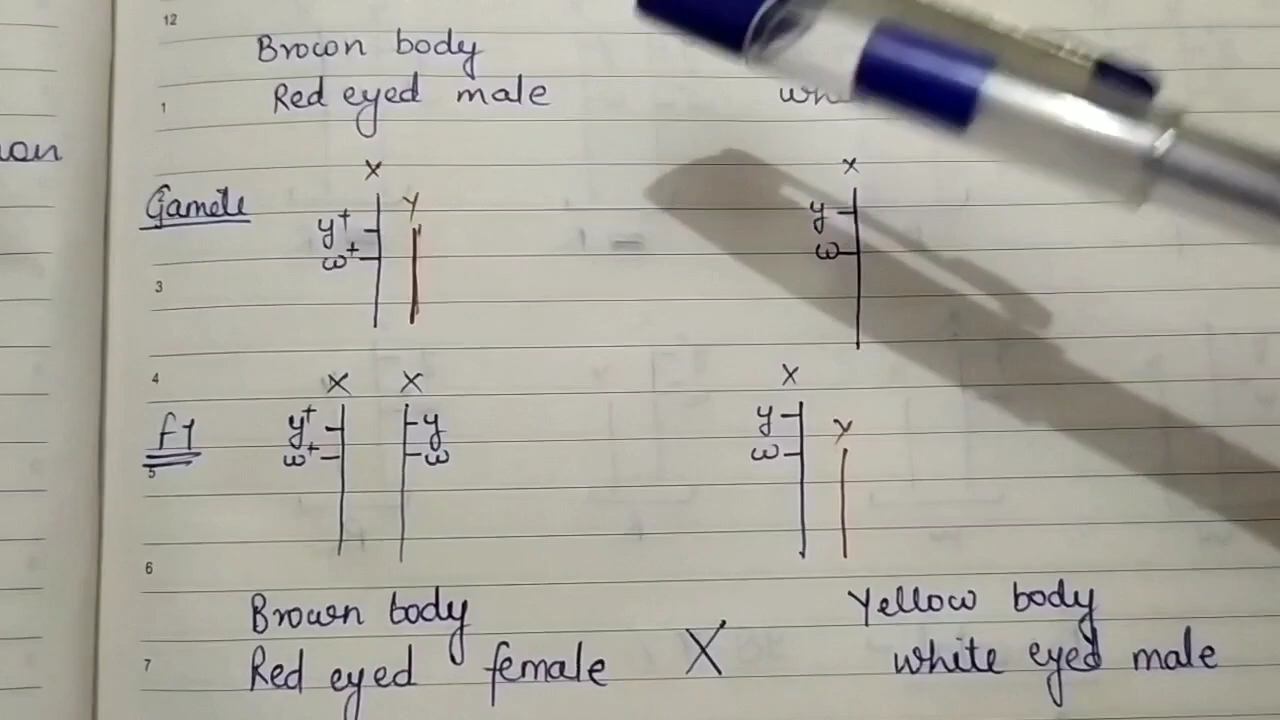 12
Brown body
Red eyed male
1
X
X
Gamete
Y
y+
y
w+
w
3
4
X X
X
F1
y+ y
y
Y
w+ w
w
5
6
Brown body
Yellow body
Red eyed female X white eyed male
7